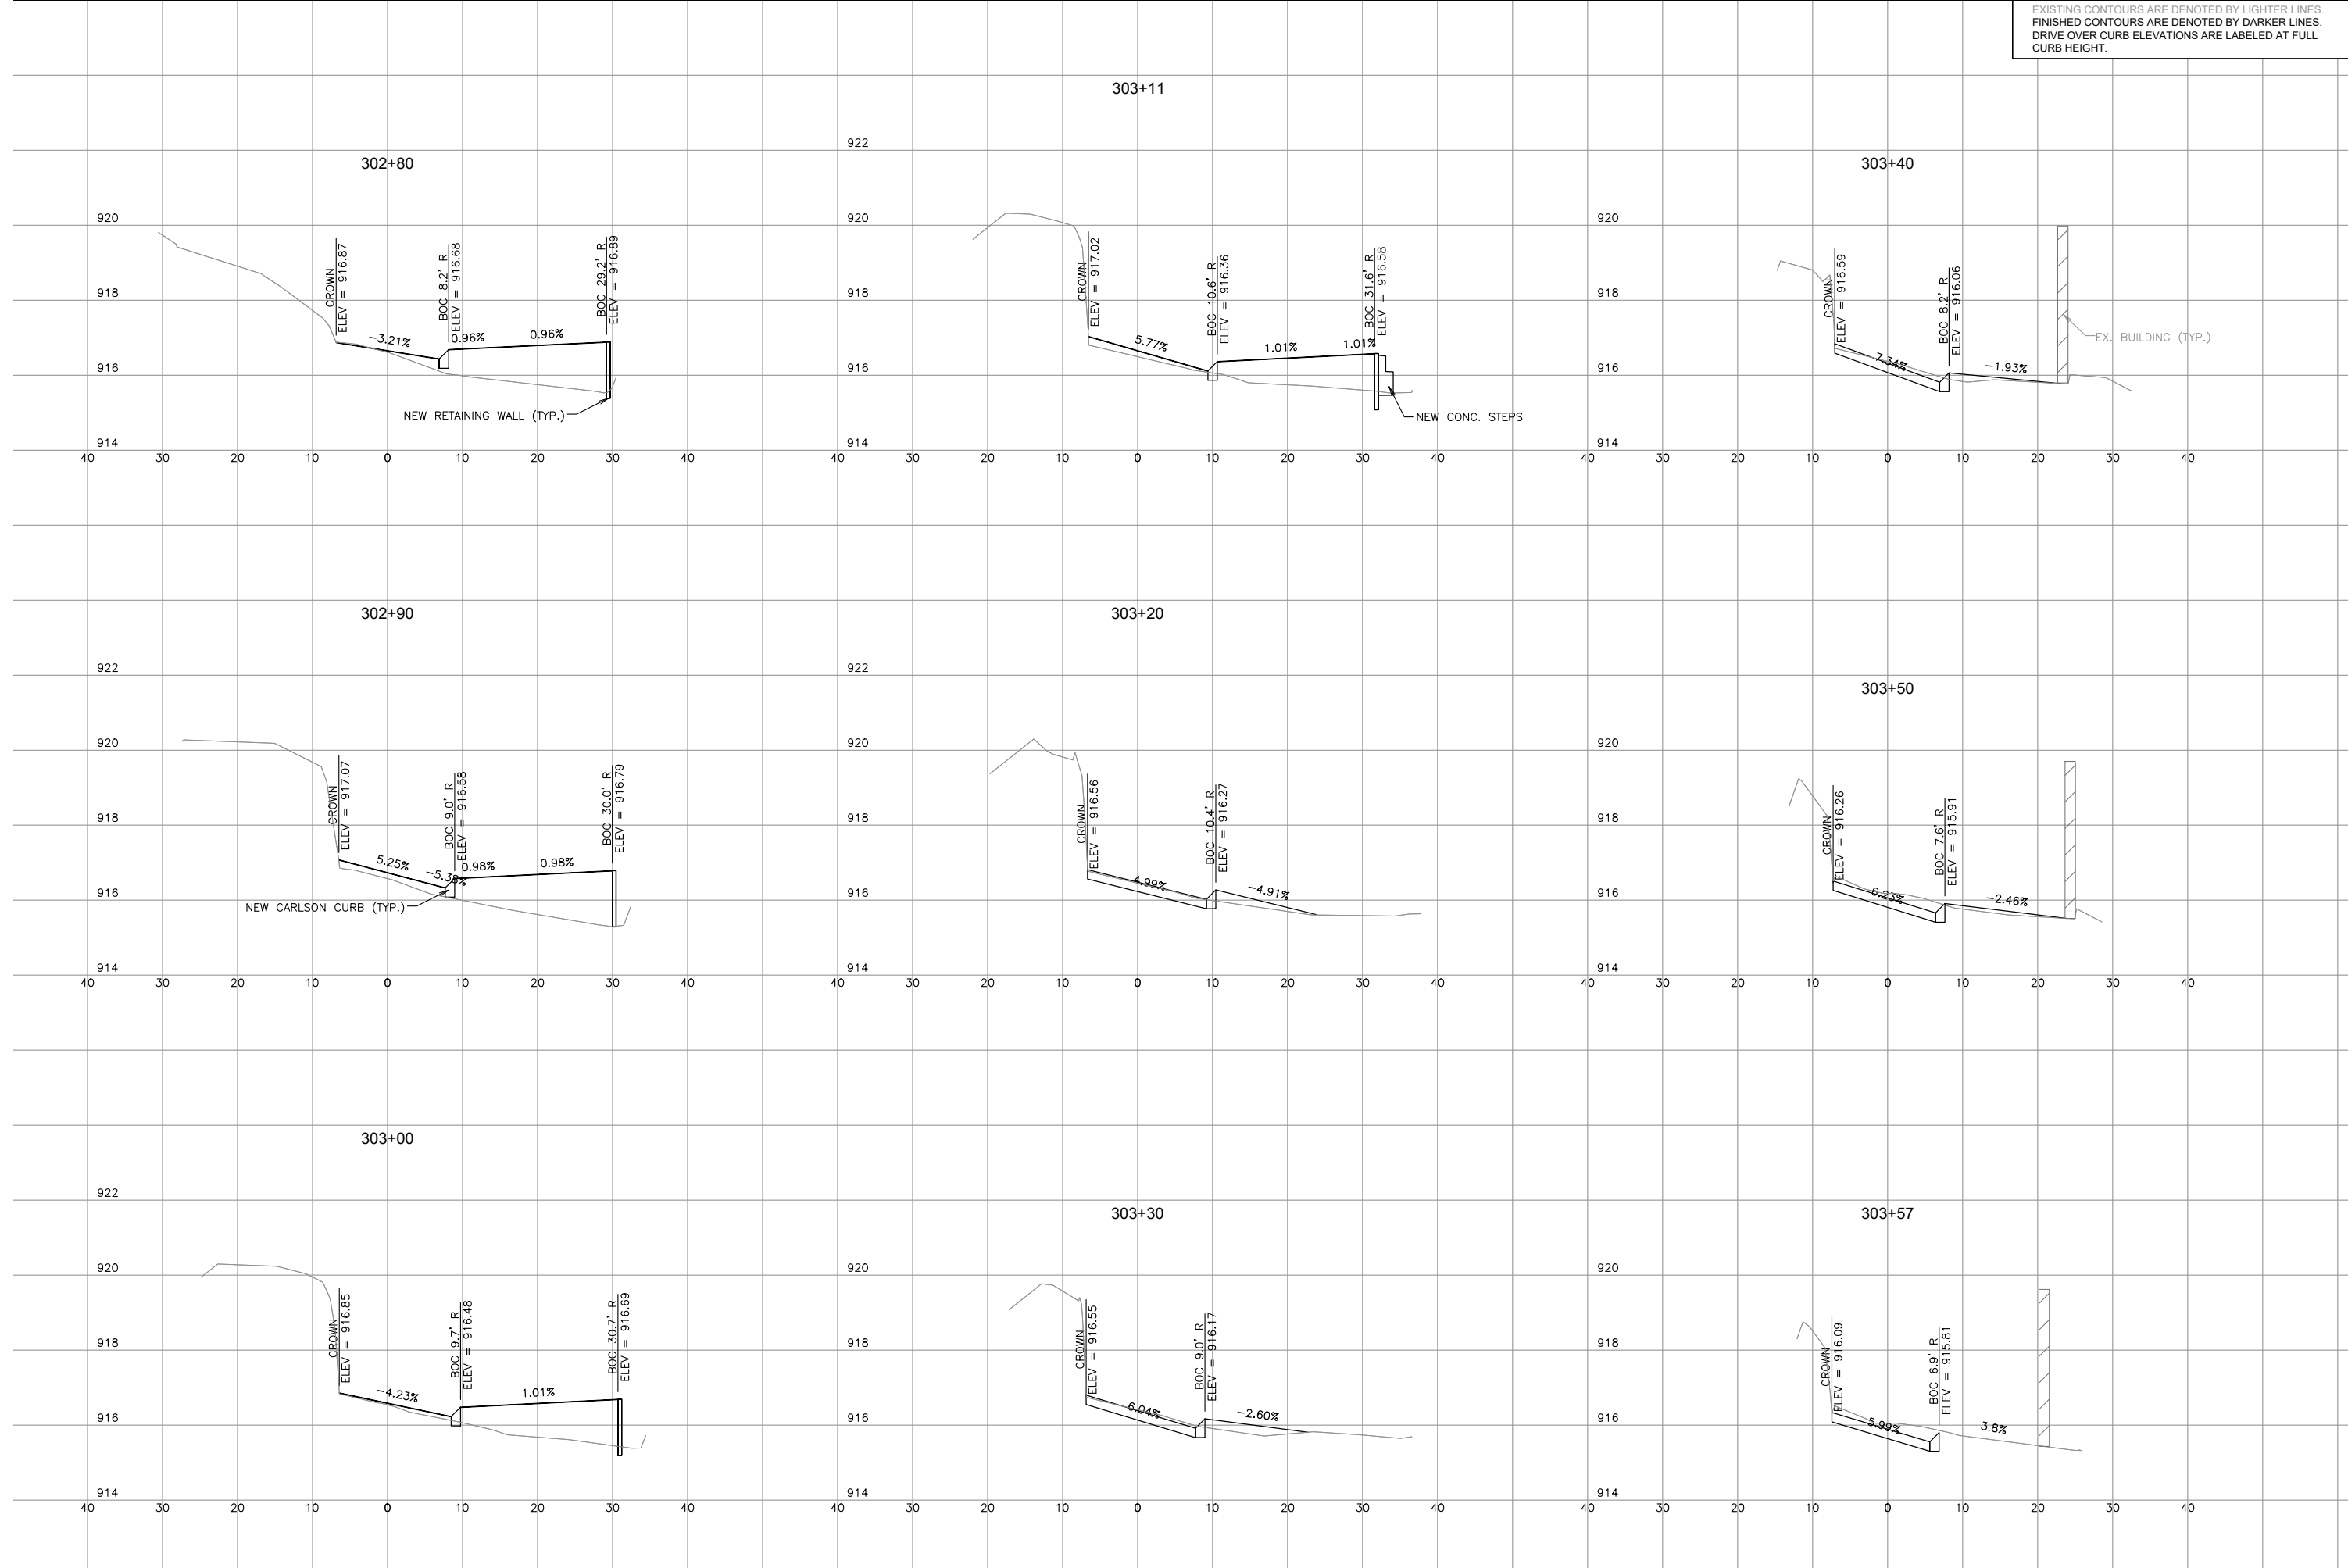 EXISTING CONTOURS ARE DENOTED BY LIGHTER LINES.
FINISHED CONTOURS ARE DENOTED BY DARKER LINES.
DRIVE OVER CURB ELEVATIONS ARE LABELED AT FULL
CURB HEIGHT.
302+80
920
918
916
914
CROWN
ELEV = 916.87
BOC 8.2' R
ELEV = 916.68
BOC 29.2' R
ELEV = 916.89
-3.21%
0.96%
0.96%
NEW RETAINING WALL (TYP.)
40 30 20 10 0 10 20 30 40
302+90
922
920
918
916
914
CROWN
ELEV = 917.07
BOC 9.0' R
ELEV = 916.58
BOC 30.0' R
ELEV = 916.79
5.25%
-5.38%
0.98%
0.98%
NEW CARLSON CURB (TYP.)
40 30 20 10 0 10 20 30 40
303+00
922
920
918
916
914
CROWN
ELEV = 916.85
BOC 9.7' R
ELEV = 916.48
BOC 30.7' R
ELEV = 916.69
-4.23%
1.01%
40 30 20 10 0 10 20 30 40
303+11
922
920
918
916
914
CROWN
ELEV = 917.02
BOC 10.6' R
ELEV = 916.36
BOC 31.6' R
ELEV = 916.58
5.77%
1.01%
1.01%
NEW CONC. STEPS
40 30 20 10 0 10 20 30 40
303+20
922
920
918
916
914
CROWN
ELEV = 916.56
BOC 10.4' R
ELEV = 916.27
4.99%
-4.91%
40 30 20 10 0 10 20 30 40
303+30
922
920
918
916
914
CROWN
ELEV = 916.55
BOC 9.0' R
ELEV = 916.17
6.04%
-2.60%
40 30 20 10 0 10 20 30 40
303+40
920
918
916
914
CROWN
ELEV = 916.59
BOC 8.2' R
ELEV = 916.06
7.34%
-1.93%
EX. BUILDING (TYP.)
40 30 20 10 0 10 20 30 40
303+50
920
918
916
914
CROWN
ELEV = 916.26
BOC 7.6' R
ELEV = 915.91
6.23%
-2.46%
40 30 20 10 0 10 20 30 40
303+57
920
918
916
914
CROWN
ELEV = 916.09
BOC 6.9' R
ELEV = 915.81
5.99%
3.8%
40 30 20 10 0 10 20 30 40